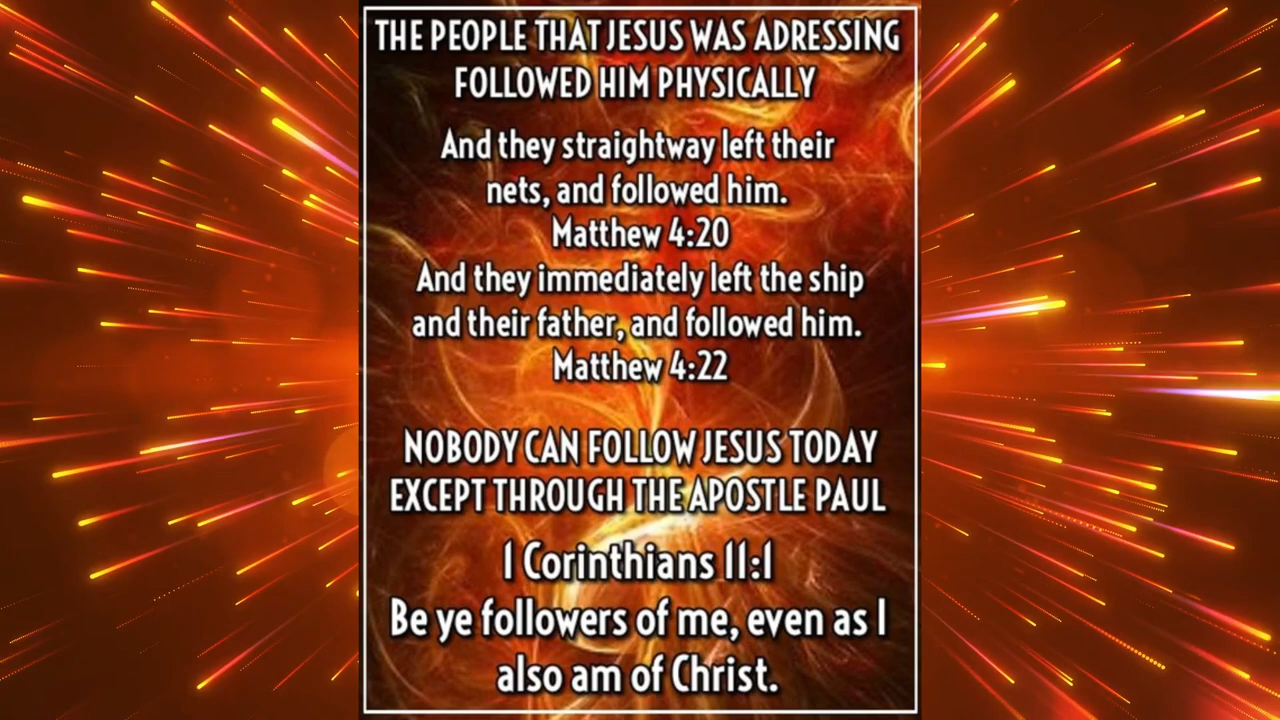 THE PEOPLE THAT JESUS WAS ADRESSING
FOLLOWED HIM PHYSICALLY
And they straightway left their
nets, and followed him.
Matthew 4:20
And they immediately left the ship
and their father, and followed him.
Matthew 4:22
NOBODY CAN FOLLOW JESUS TODAY
EXCEPT THROUGH THE APOSTLE PAUL
1 Corinthians 11:1
Be ye followers of me, even as I
also am of Christ.